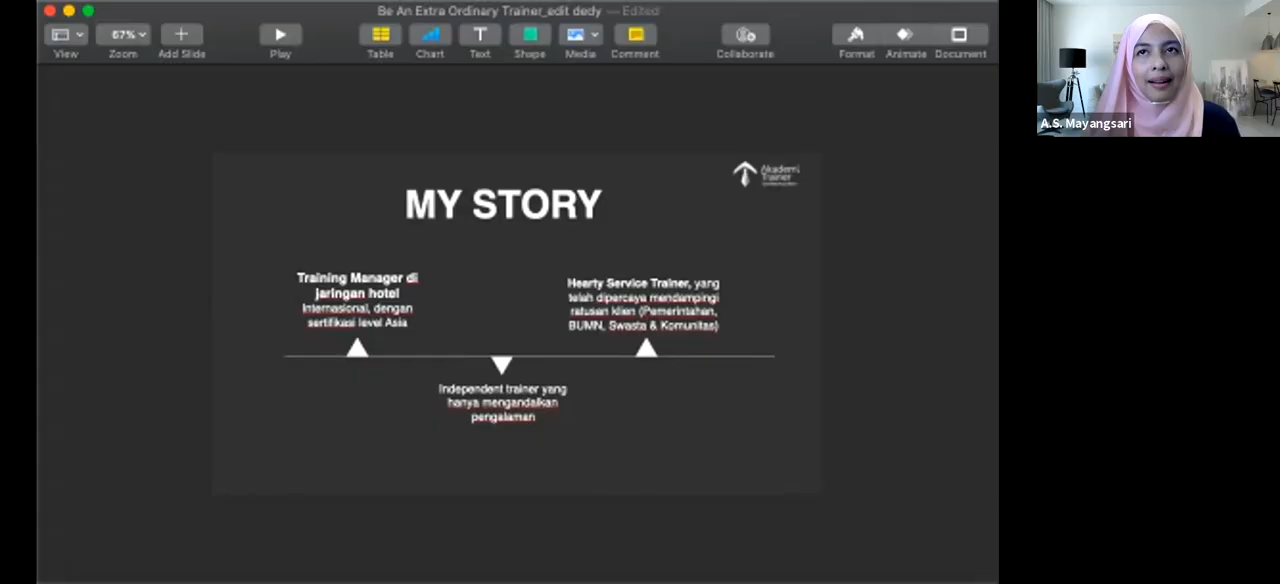 Be An Extra Ordinary Trainer_edit dedy — Edited
67%
View
Zoom
Add Slide
Play
Table
Chart
Text
Shape
Media
Comment
Collaborate
Format
Animate
Document
A.S. Mayangsari
Akademi
Trainer
MY STORY
Training Manager di
jaringan hotel
Internasional, dengan
sertifikasi level Asia
Hearty Service Trainer, yang
telah dipercaya mendampingi
ratusan klien (Pemerintahan,
BUMN, Swasta & Komunitas)
Independent trainer yang
hanya mengandalkan
pengalaman